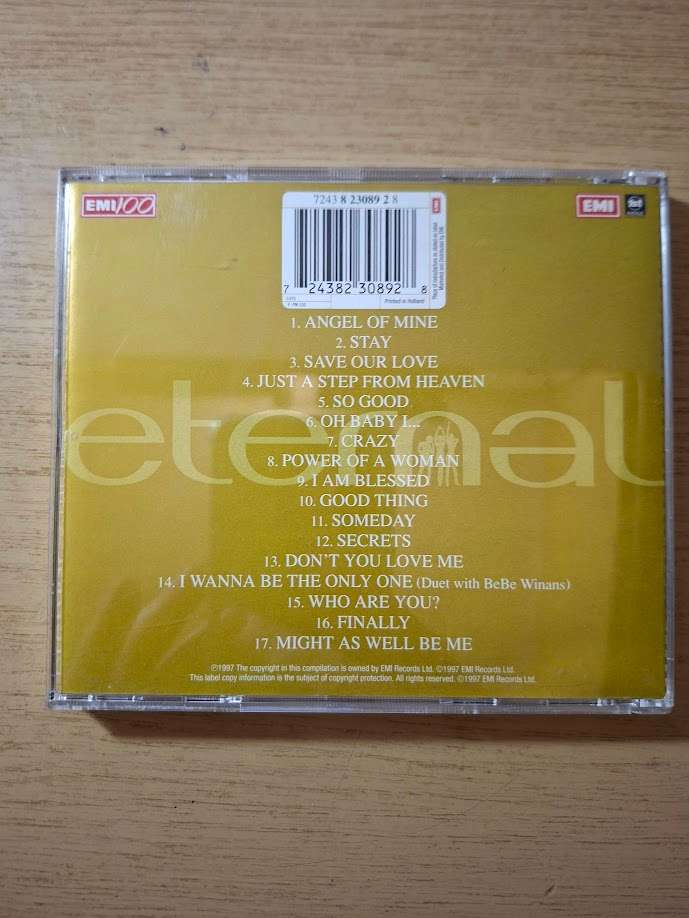 EMI100
7243 8 23089 2 8
EMI
7 24382 30892 8
Printed in Holland
1. ANGEL OF MINE
2. STAY
3. SAVE OUR LOVE
4. JUST A STEP FROM HEAVEN
5. SO GOOD
6. OH BABY I...
7. CRAZY
8. POWER OF A WOMAN
9. I AM BLESSED
10. GOOD THING
11. SOMEDAY
12. SECRETS
13. DON'T YOU LOVE ME
14. I WANNA BE THE ONLY ONE (Duet with BeBe Winans)
15. WHO ARE YOU?
16. FINALLY
17. MIGHT AS WELL BE ME
eternal
℗1997 The copyright in this compilation is owned by EMI Records Ltd. ©1997 EMI Records Ltd.
This label copy information is the subject of copyright protection. All rights reserved. ©1997 EMI Records Ltd.